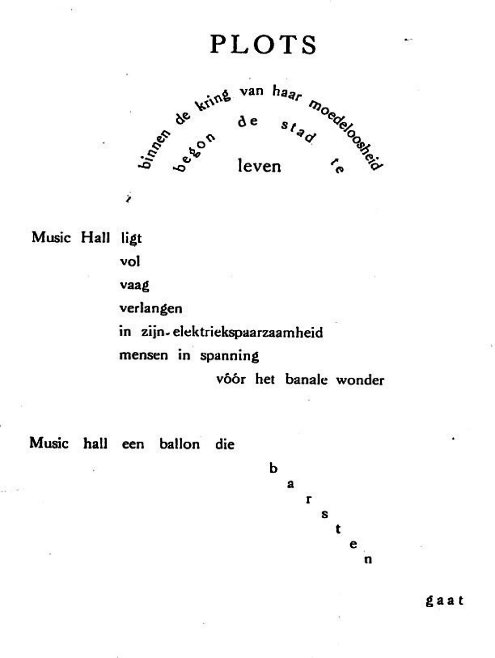 PLOTS
binnen de kring van haar moedeloosheid
begon de stad te
leven
Music Hall ligt
vol
vaag
verlangen
in zijn-elektriekspaarzaamheid
mensen in spanning
vóór het banale wonder
Music hall een ballon die
b
a
r
s
t
e
n
gaat